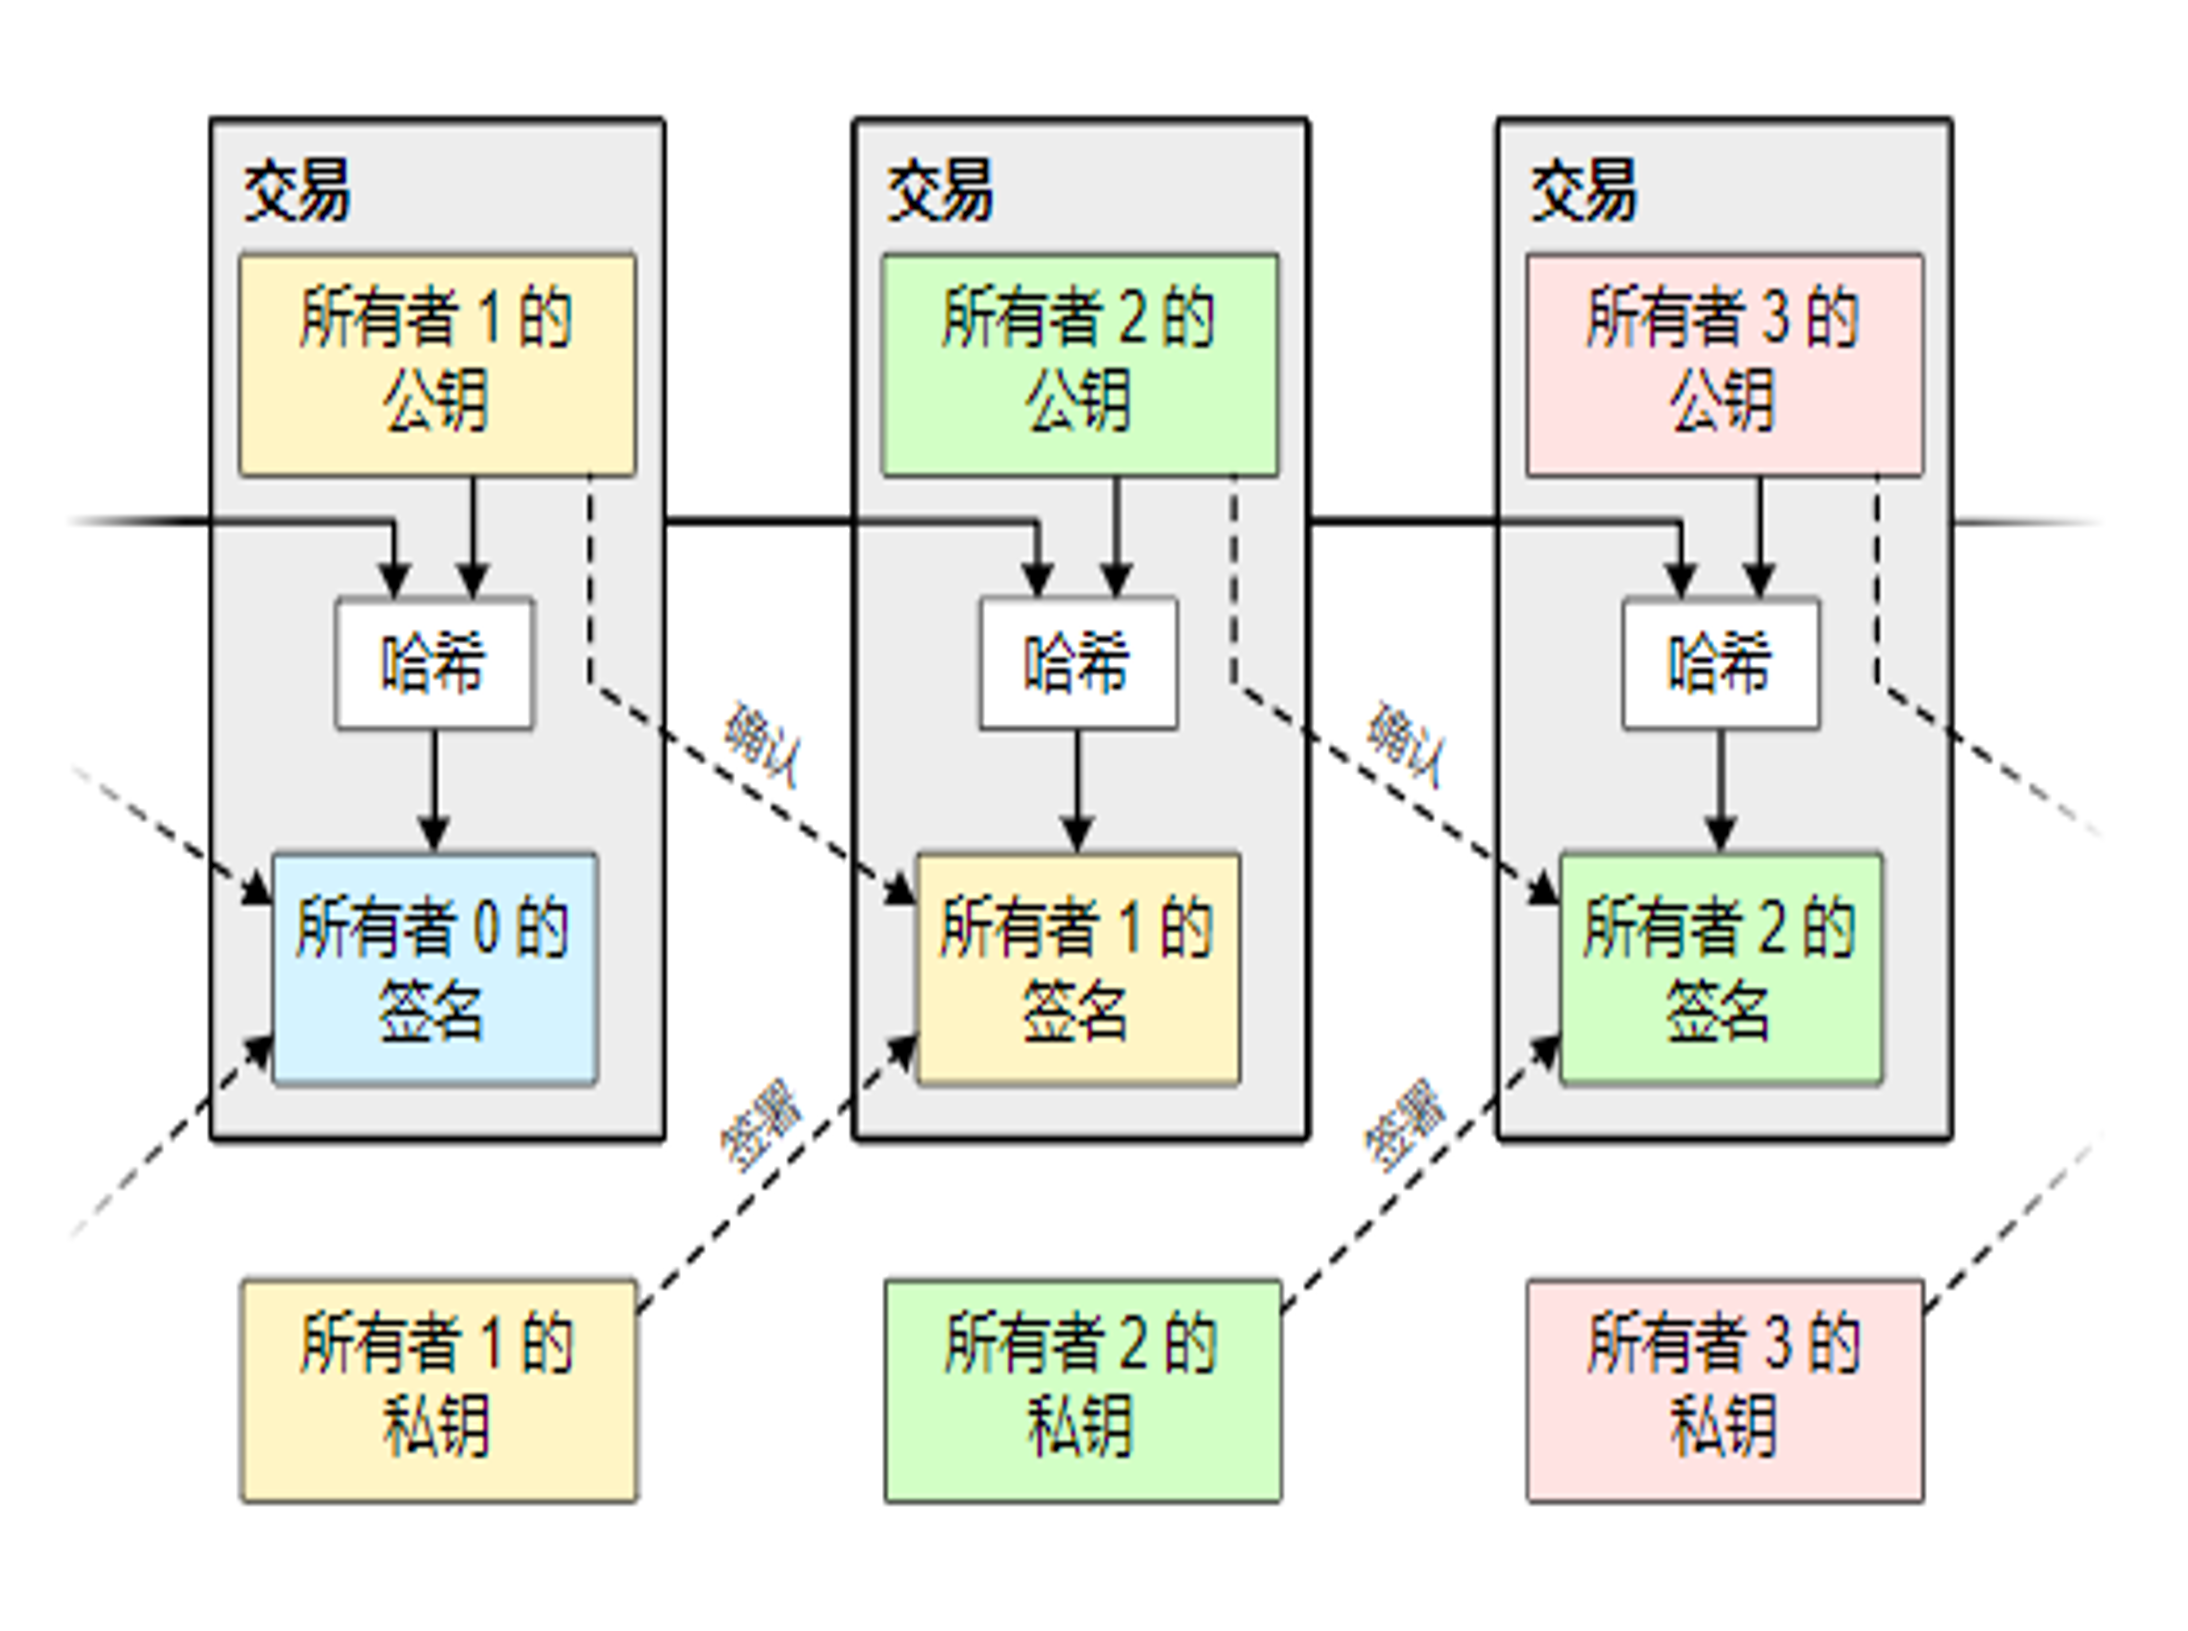 交易
所有者 1 的
公钥
哈希
所有者 0 的
签名
交易
所有者 2 的
公钥
哈希
所有者 1 的
签名
交易
所有者 3 的
公钥
哈希
所有者 2 的
签名
确认
确认
签署
签署
所有者 1 的
私钥
所有者 2 的
私钥
所有者 3 的
私钥